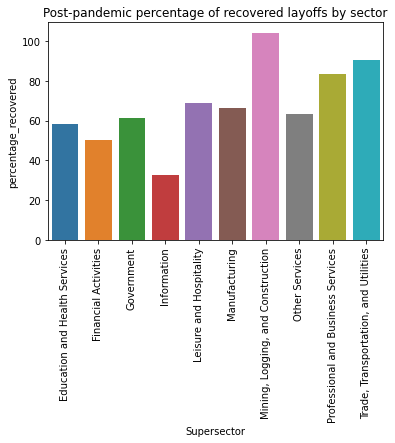 Post-pandemic percentage of recovered layoffs by sector
percentage_recovered
100
80
60
40
20
0
Education and Health Services
Financial Activities
Government
Information
Leisure and Hospitality
Manufacturing
Mining, Logging, and Construction
Other Services
Professional and Business Services
Trade, Transportation, and Utilities
Supersector